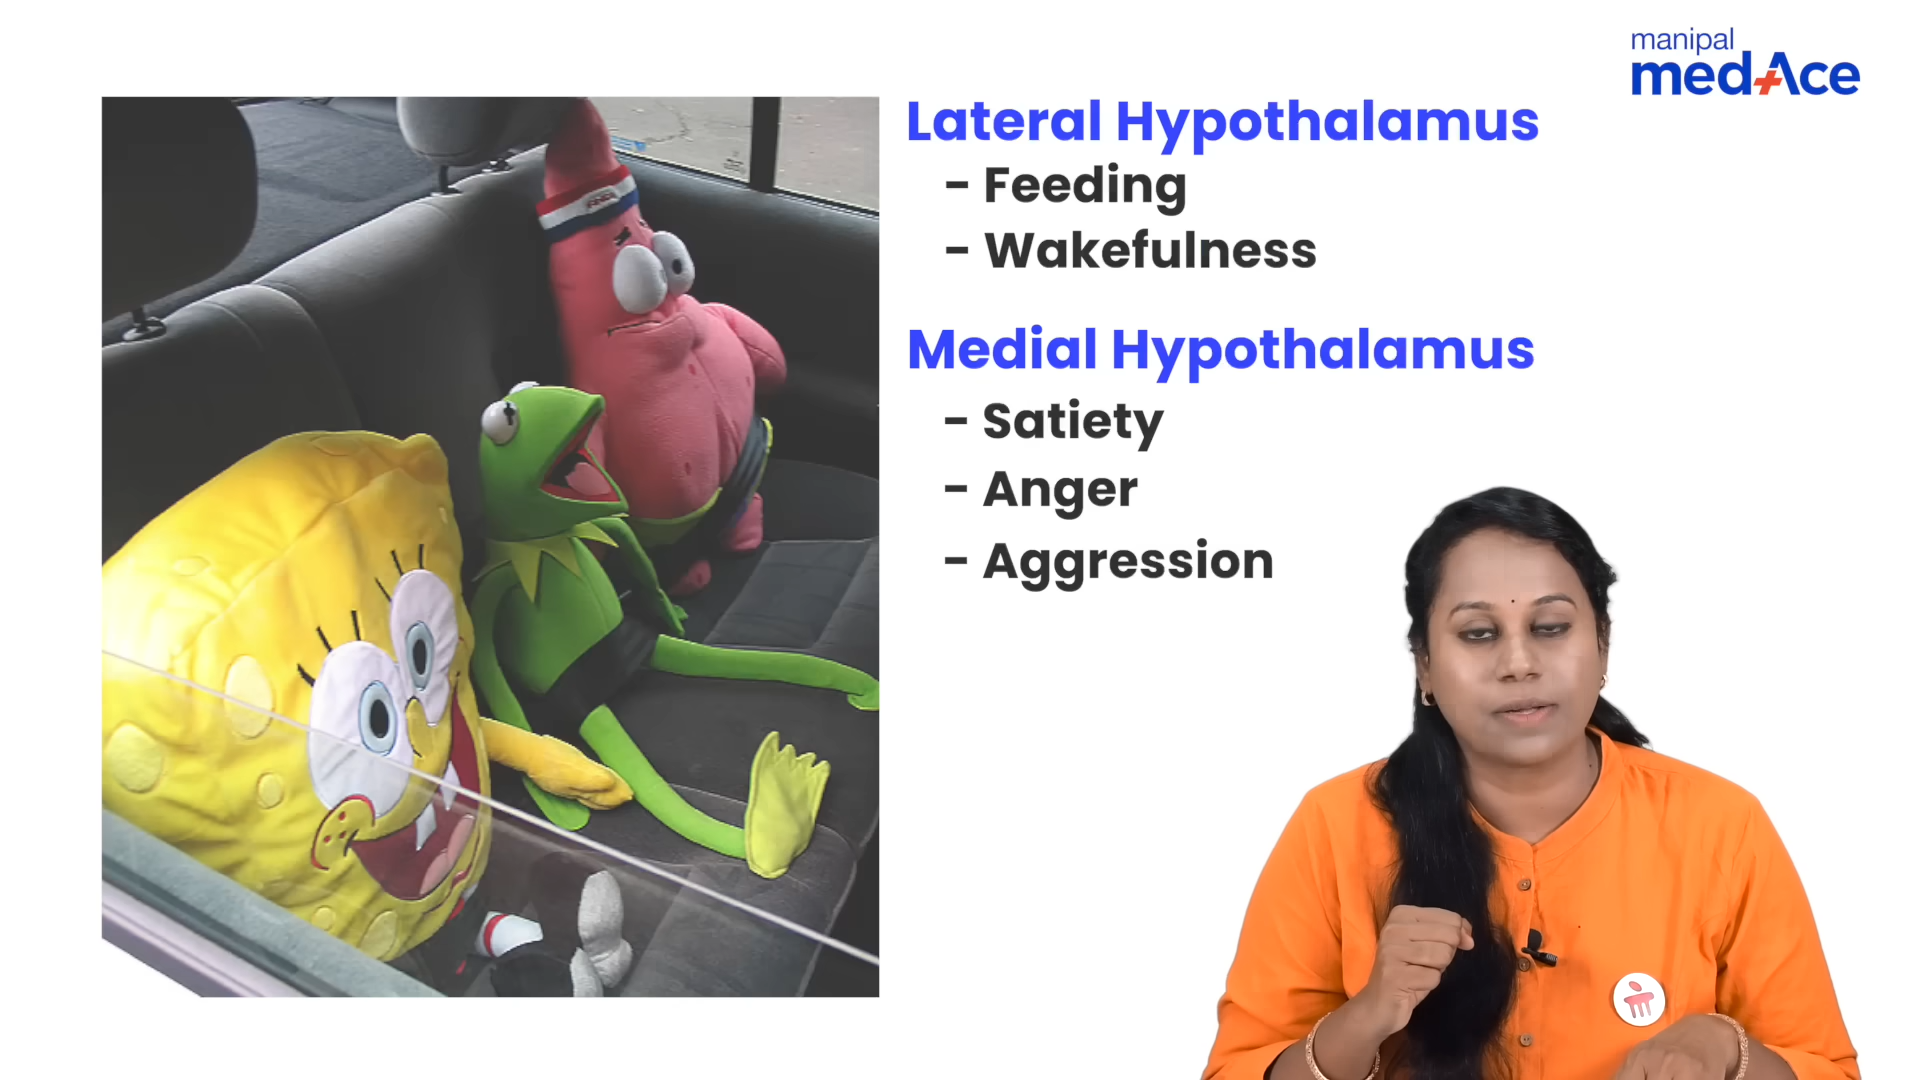 manipal
medAce
Lateral Hypothalamus
- Feeding
- Wakefulness
Medial Hypothalamus
- Satiety
- Anger
- Aggression